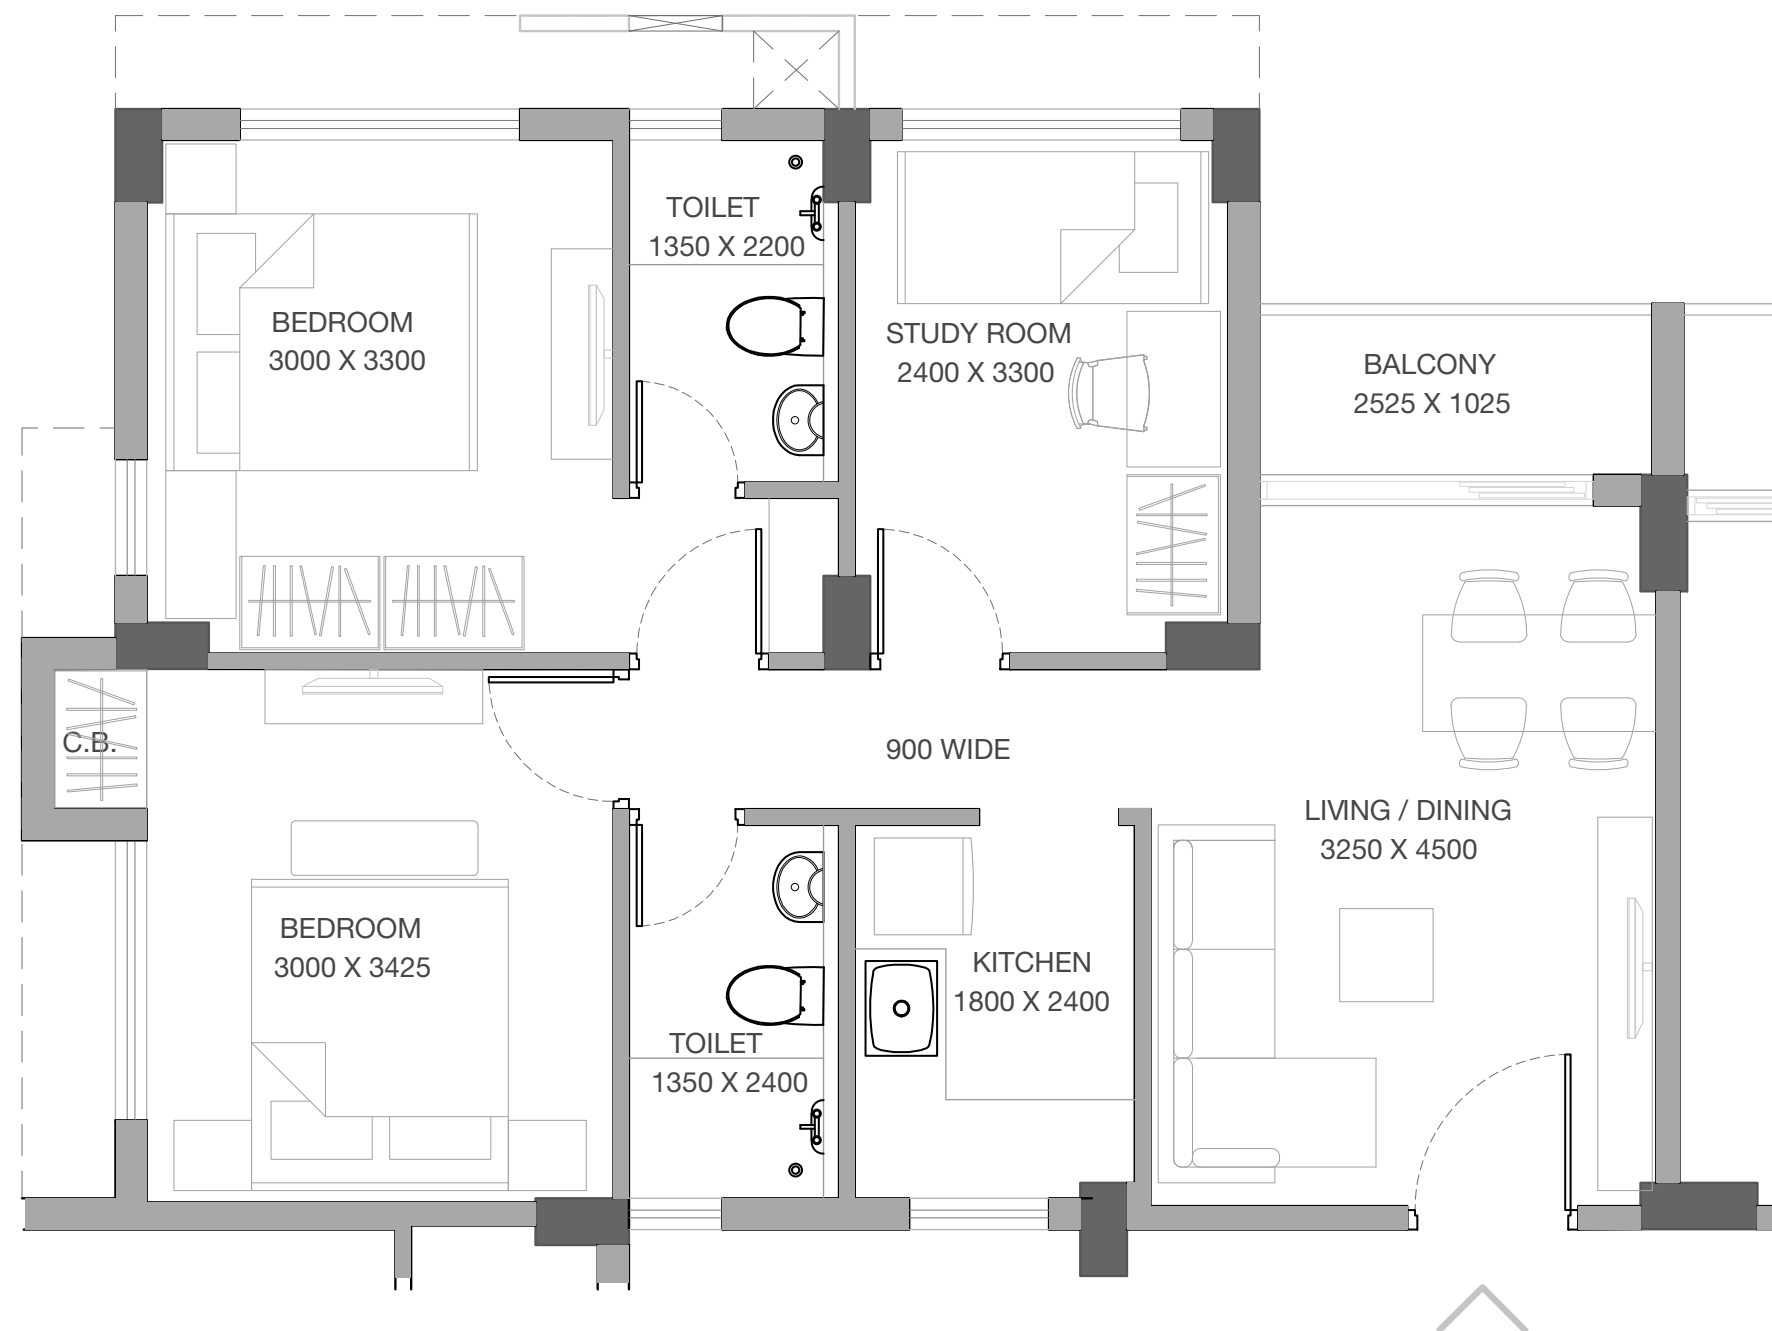 TOILET
1350 X 2200
BEDROOM
3000 X 3300
STUDY ROOM
2400 X 3300
BALCONY
2525 X 1025
C.B.
900 WIDE
LIVING / DINING
3250 X 4500
BEDROOM
3000 X 3425
KITCHEN
1800 X 2400
TOILET
1350 X 2400